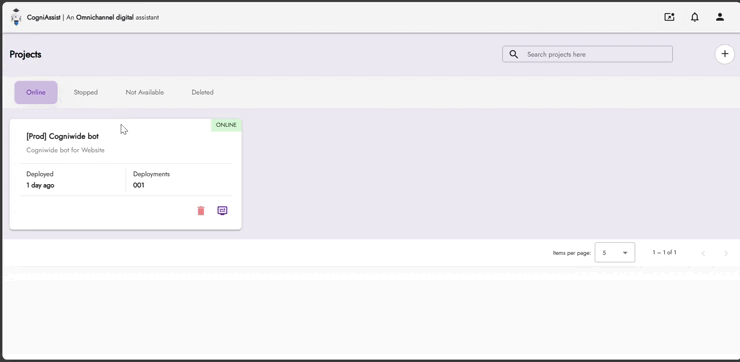 CogniAssist | An Omnichannel digital assistant
Projects
Search projects here
+
Online
Stopped
Not Available
Deleted
ONLINE
[Prod] Cogniwide bot
Cogniwide bot for Website
Deployed
Deployments
1 day ago
001
Items per page:
5
1 – 1 of 1